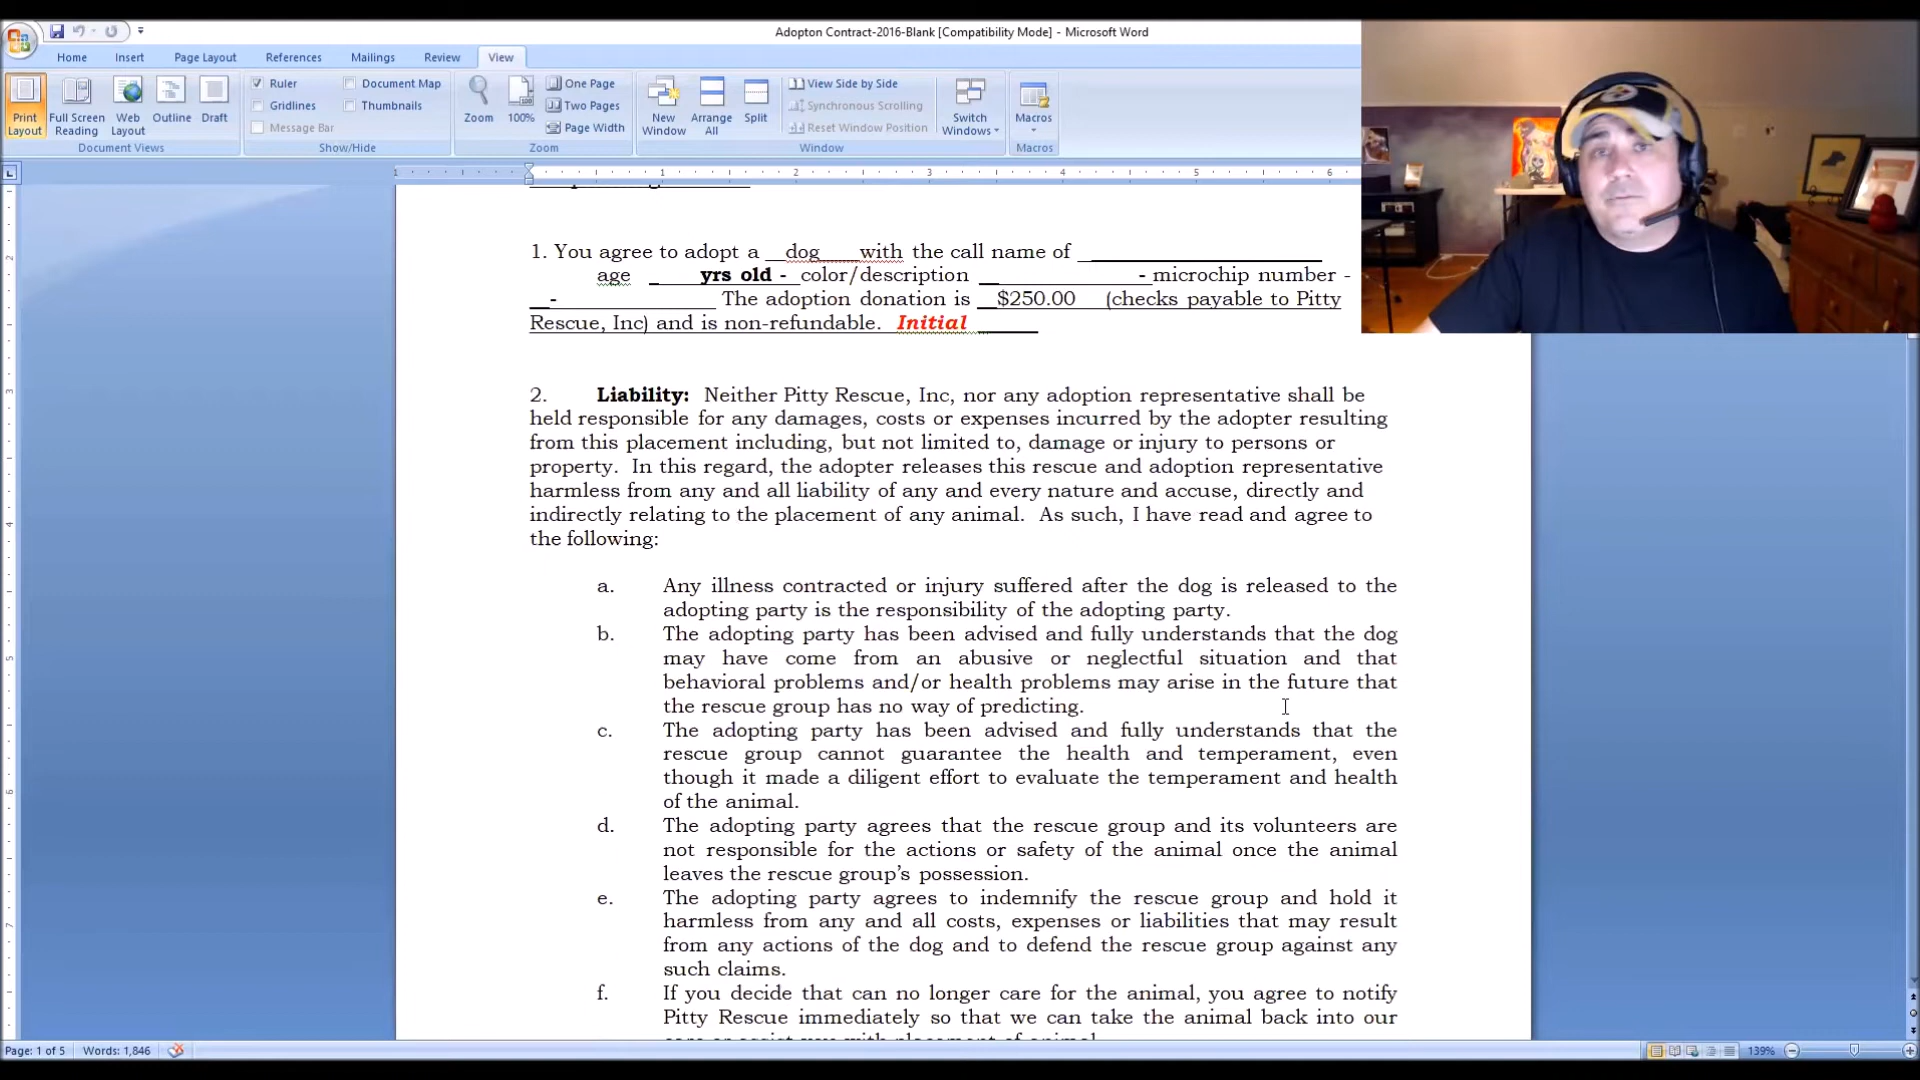 Adopton Contract-2016-Blank [Compatibility Mode] - Microsoft Word
Home Insert Page Layout References Mailings Review View
Print Layout
Full Screen Reading
Web Layout
Outline
Draft
Document Views
Ruler
Gridlines
Message Bar
Document Map
Thumbnails
Show/Hide
Zoom
100%
One Page
Two Pages
Page Width
Zoom
New Window
Arrange All
Split
View Side by Side
Synchronous Scrolling
Reset Window Position
Switch Windows
Window
Macros
Macros
1 1 2 3 4 5 6
1. You agree to adopt a __dog____with the call name of ____________________
age _____yrs old - color/description ______________- microchip number -
__-______________ The adoption donation is __$250.00 (checks payable to Pitty
Rescue, Inc) and is non-refundable. Initial ______
2. Liability: Neither Pitty Rescue, Inc, nor any adoption representative shall be
held responsible for any damages, costs or expenses incurred by the adopter resulting
from this placement including, but not limited to, damage or injury to persons or
property. In this regard, the adopter releases this rescue and adoption representative
harmless from any and all liability of any and every nature and accuse, directly and
indirectly relating to the placement of any animal. As such, I have read and agree to
the following:
a. Any illness contracted or injury suffered after the dog is released to the
adopting party is the responsibility of the adopting party.
b. The adopting party has been advised and fully understands that the dog
may have come from an abusive or neglectful situation and that
behavioral problems and/or health problems may arise in the future that
the rescue group has no way of predicting.
c. The adopting party has been advised and fully understands that the
rescue group cannot guarantee the health and temperament, even
though it made a diligent effort to evaluate the temperament and health
of the animal.
d. The adopting party agrees that the rescue group and its volunteers are
not responsible for the actions or safety of the animal once the animal
leaves the rescue group's possession.
e. The adopting party agrees to indemnify the rescue group and hold it
harmless from any and all costs, expenses or liabilities that may result
from any actions of the dog and to defend the rescue group against any
such claims.
f. If you decide that can no longer care for the animal, you agree to notify
Pitty Rescue immediately so that we can take the animal back into our
Page: 1 of 5 Words: 1,846 139%